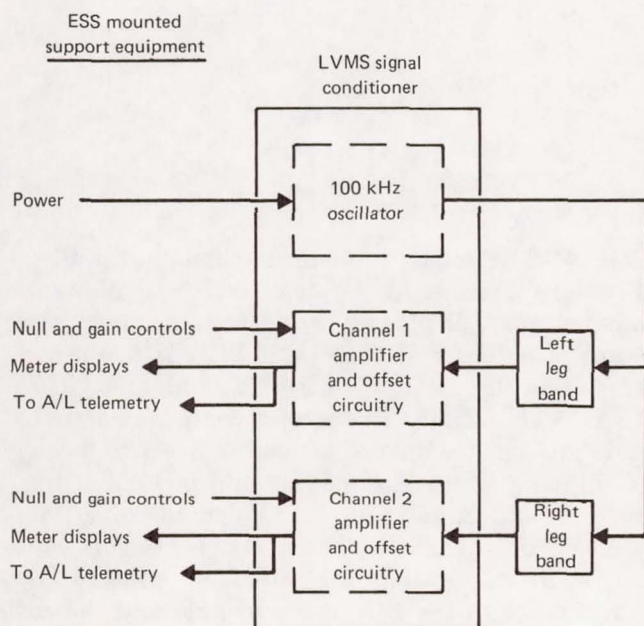 ESS mounted
support equipment
LVMS signal
conditioner
Power
100 kHz
oscillator
Null and gain controls
Meter displays
To A/L telemetry
Channel 1
amplifier
and offset
circuitry
Left
leg
band
Null and gain controls
Meter displays
To A/L telemetry
Channel 2
amplifier
and offset
circuitry
Right
leg
band